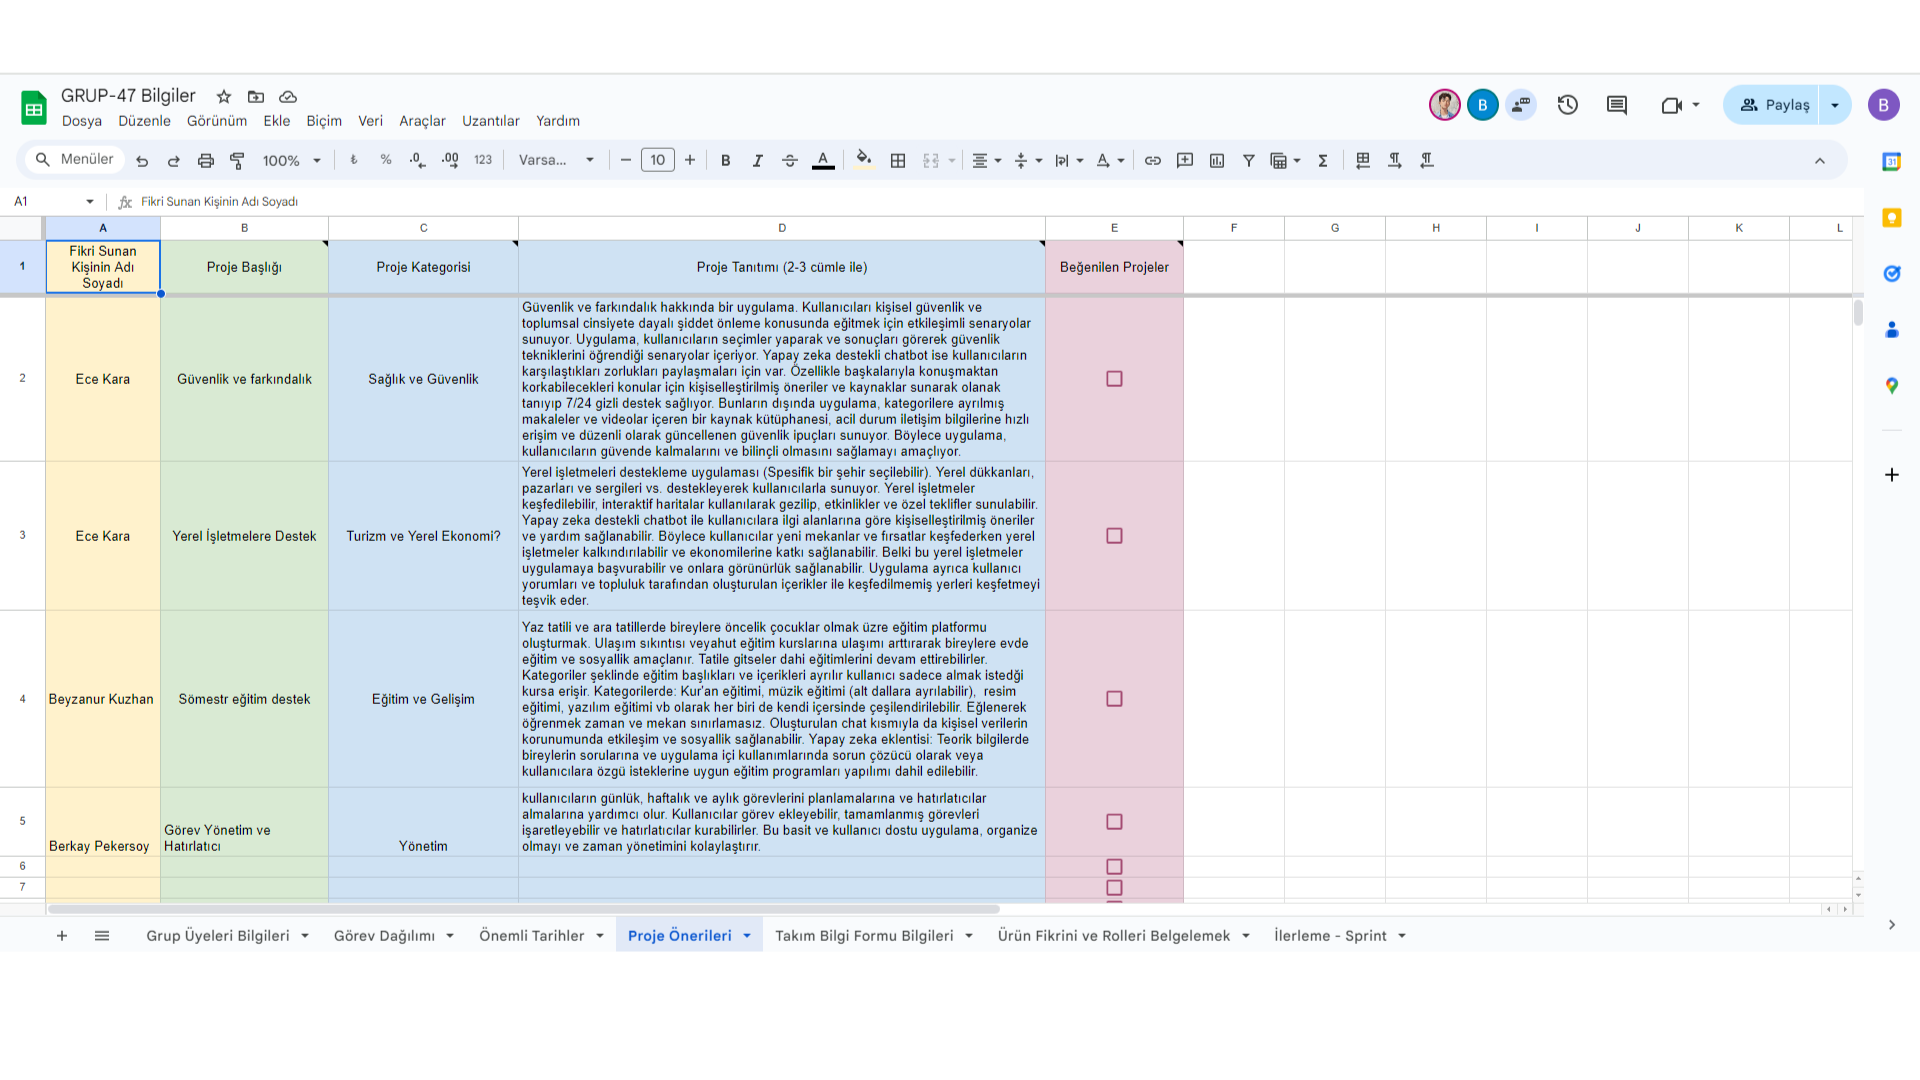 GRUP-47 Bilgiler
Dosya Düzenle Görünüm Ekle Biçim Veri Araçlar Uzantılar Yardım
B
Paylaş
B
Menüler
100%
₺ % .0 .00 123
Varsa...
10
B I A
Σ
31
A1
Fikri Sunan Kişinin Adı Soyadı
A B C D E F G H I J K L
1
Fikri Sunan
Kişinin Adı
Soyadı
Proje Başlığı
Proje Kategorisi
Proje Tanıtımı (2-3 cümle ile)
Beğenilen Projeler
2
Ece Kara
Güvenlik ve farkındalık
Sağlık ve Güvenlik
Güvenlik ve farkındalık hakkında bir uygulama. Kullanıcıları kişisel güvenlik ve
toplumsal cinsiyete dayalı şiddet önleme konusunda eğitmek için etkileşimli senaryolar
sunuyor. Uygulama, kullanıcıların seçimler yaparak ve sonuçları görerek güvenlik
tekniklerini öğrendiği senaryolar içeriyor. Yapay zeka destekli chatbot ise kullanıcıların
karşılaştıkları zorlukları paylaşmaları için var. Özellikle başkalarıyla konuşmaktan
korkabilecekleri konular için kişiselleştirilmiş öneriler ve kaynaklar sunarak olanak
tanıyıp 7/24 gizli destek sağlıyor. Bunların dışında uygulama, kategorilere ayrılmış
makaleler ve videolar içeren bir kaynak kütüphanesi, acil durum iletişim bilgilerine hızlı
erişim ve düzenli olarak güncellenen güvenlik ipuçları sunuyor. Böylece uygulama,
kullanıcıların güvende kalmalarını ve bilinçli olmasını sağlamayı amaçlıyor.
3
Ece Kara
Yerel İşletmelere Destek
Turizm ve Yerel Ekonomi?
Yerel işletmeleri destekleme uygulaması (Spesifik bir şehir seçilebilir). Yerel dükkanları,
pazarları ve sergileri vs. destekleyerek kullanıcılarla sunuyor. Yerel işletmeler
keşfedilebilir, interaktif haritalar kullanılarak gezilip, etkinlikler ve özel teklifler sunulabilir.
Yapay zeka destekli chatbot ile kullanıcılara ilgi alanlarına göre kişiselleştirilmiş öneriler
ve yardım sağlanabilir. Böylece kullanıcılar yeni mekanlar ve fırsatlar keşfederken yerel
işletmeler kalkındırılabilir ve ekonomilerine katkı sağlanabilir. Belki bu yerel işletmeler
uygulamaya başvurabilir ve onlara görünürlük sağlanabilir. Uygulama ayrıca kullanıcı
yorumları ve topluluk tarafından oluşturulan içerikler ile keşfedilmemiş yerleri keşfetmeyi
teşvik eder.
4
Beyzanur Kuzhan
Sömestr eğitim destek
Eğitim ve Gelişim
Yaz tatili ve ara tatillerde bireylere öncelik çocuklar olmak üzre eğitim platformu
oluşturmak. Ulaşım sıkıntısı veyahut eğitim kurslarına ulaşımı arttırarak bireylere evde
eğitim ve sosyallik amaçlanır. Tatile gitseler dahi eğitimlerini devam ettirebilirler.
Kategoriler şeklinde eğitim başlıkları ve içerikleri ayrılır kullanıcı sadece almak istedği
kursa erişir. Kategorilerde: Kur'an eğitimi, müzik eğitimi (alt dallara ayrılabilir), resim
eğitimi, yazılım eğitimi vb olarak her biri de kendi içersinde çeşilendirilebilir. Eğlenerek
öğrenmek zaman ve mekan sınırlamasız. Oluşturulan chat kısmıyla da kişisel verilerin
korunumunda etkileşim ve sosyallik sağlanabilir. Yapay zeka eklentisi: Teorik bilgilerde
bireylerin sorularına ve uygulama içi kullanımlarında sorun çözücü olarak veya
kullanıcılara özgü isteklerine uygun eğitim programları yapılımı dahil edilebilir.
5
Berkay Pekersoy
Görev Yönetim ve
Hatırlatıcı
Yönetim
kullanıcıların günlük, haftalık ve aylık görevlerini planlamalarına ve hatırlatıcılar
almalarına yardımcı olur. Kullanıcılar görev ekleyebilir, tamamlanmış görevleri
işaretleyebilir ve hatırlatıcılar kurabilirler. Bu basit ve kullanıcı dostu uygulama, organize
olmayı ve zaman yönetimini kolaylaştırır.
6
7
Grup Üyeleri Bilgileri Görev Dağılımı Önemli Tarihler Proje Önerileri Takım Bilgi Formu Bilgileri Ürün Fikrini ve Rolleri Belgelemek İlerleme - Sprint